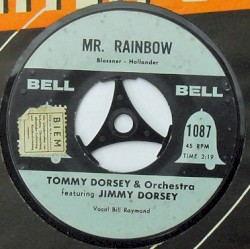 MR. RAINBOW
Blassner - Hollander
BELL
BELL
BIEM
1087
45 RPM
TIME 2:19
TOMMY DORSEY & Orchestra
featuring JIMMY DORSEY
Vocal Bill Raymond